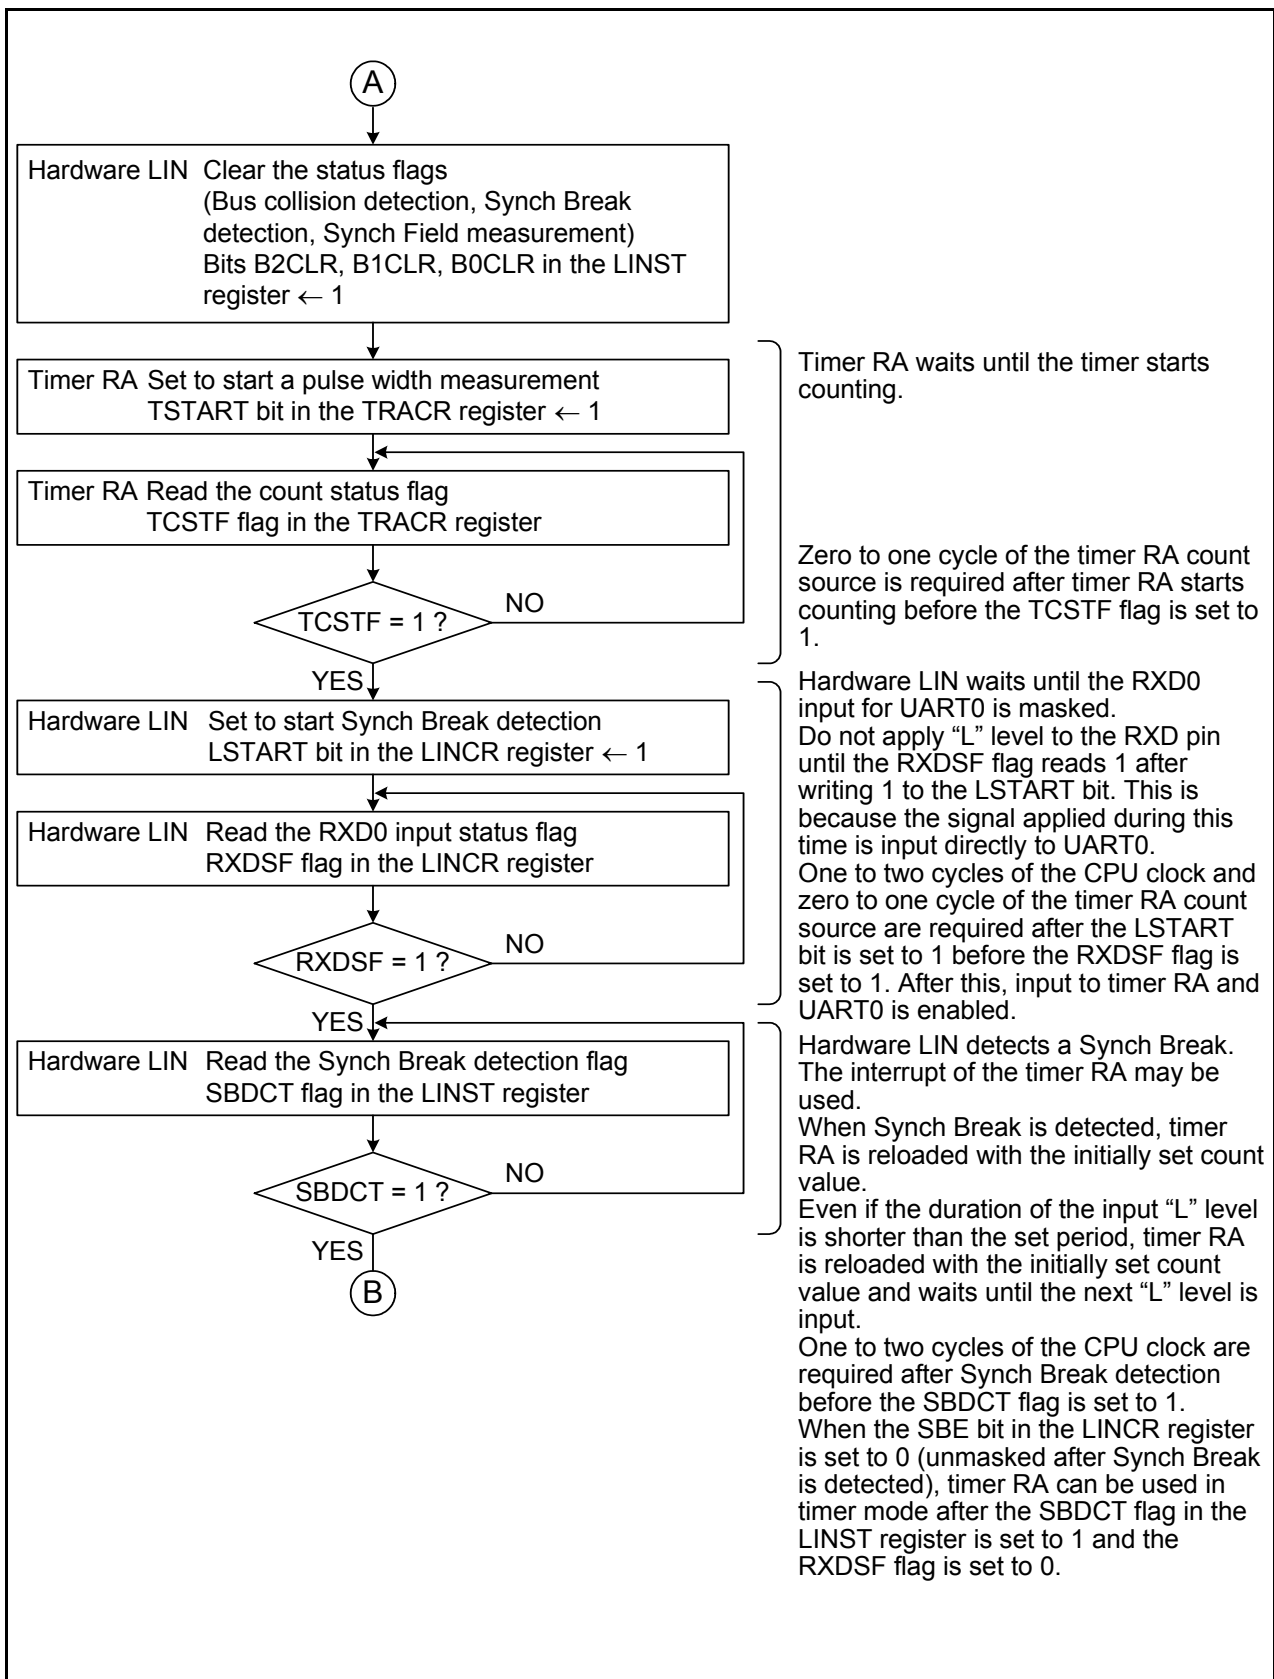 A
Hardware LIN Clear the status flags
(Bus collision detection, Synch Break
detection, Synch Field measurement)
Bits B2CLR, B1CLR, B0CLR in the LINST
register ← 1
Timer RA Set to start a pulse width measurement
TSTART bit in the TRACR register ← 1
Timer RA waits until the timer starts
counting.
Timer RA Read the count status flag
TCSTF flag in the TRACR register
TCSTF = 1 ?
NO
YES
Zero to one cycle of the timer RA count
source is required after timer RA starts
counting before the TCSTF flag is set to
1.
Hardware LIN Set to start Synch Break detection
LSTART bit in the LINCR register ← 1
Hardware LIN Read the RXD0 input status flag
RXDSF flag in the LINCR register
RXDSF = 1 ?
NO
YES
Hardware LIN waits until the RXD0
input for UART0 is masked.
Do not apply “L” level to the RXD pin
until the RXDSF flag reads 1 after
writing 1 to the LSTART bit. This is
because the signal applied during this
time is input directly to UART0.
One to two cycles of the CPU clock and
zero to one cycle of the timer RA count
source are required after the LSTART
bit is set to 1 before the RXDSF flag is
set to 1. After this, input to timer RA and
UART0 is enabled.
Hardware LIN Read the Synch Break detection flag
SBDCT flag in the LINST register
SBDCT = 1 ?
NO
YES
B
Hardware LIN detects a Synch Break.
The interrupt of the timer RA may be
used.
When Synch Break is detected, timer
RA is reloaded with the initially set count
value.
Even if the duration of the input “L” level
is shorter than the set period, timer RA
is reloaded with the initially set count
value and waits until the next “L” level is
input.
One to two cycles of the CPU clock are
required after Synch Break detection
before the SBDCT flag is set to 1.
When the SBE bit in the LINCR register
is set to 0 (unmasked after Synch Break
is detected), timer RA can be used in
timer mode after the SBDCT flag in the
LINST register is set to 1 and the
RXDSF flag is set to 0.